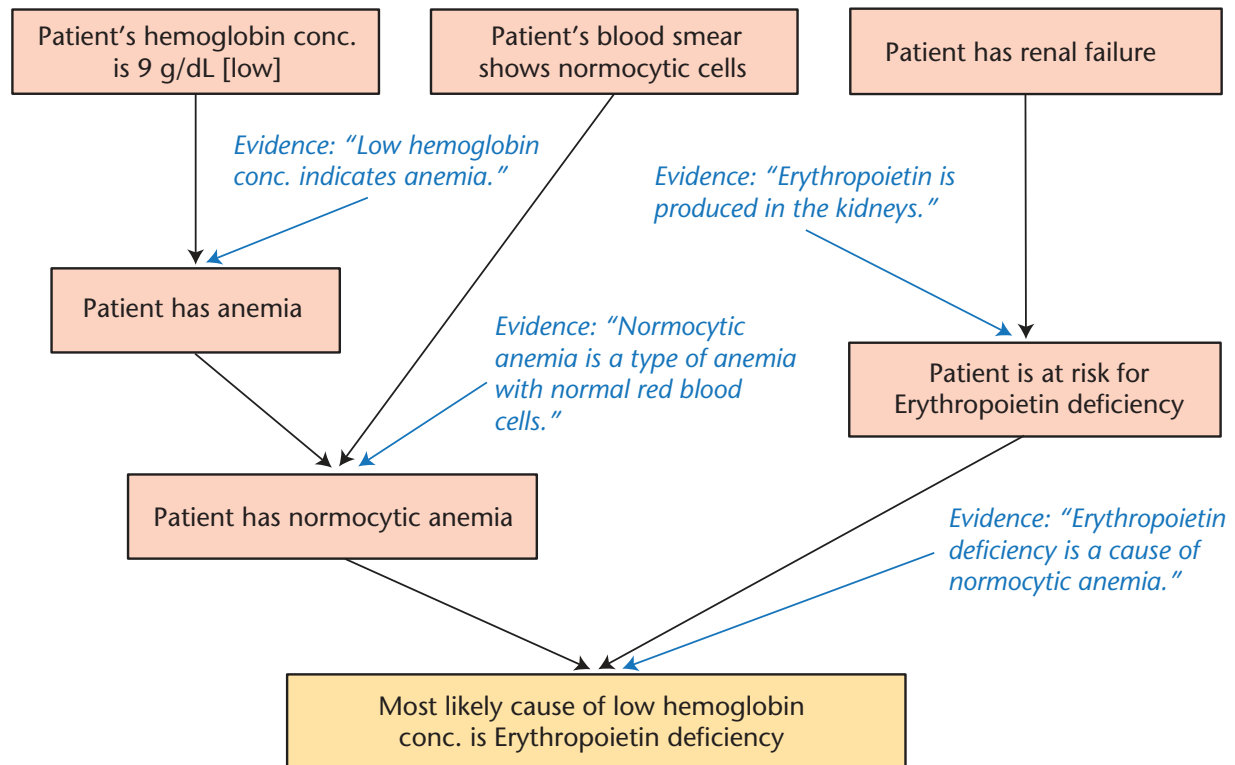 Patient’s hemoglobin conc.
is 9 g/dL [low]
Patient’s blood smear
shows normocytic cells
Patient has renal failure
Evidence: “Low hemoglobin
conc. indicates anemia.”
Evidence: “Erythropoietin is
produced in the kidneys.”
Patient has anemia
Evidence: “Normocytic
anemia is a type of anemia
with normal red blood
cells.”
Patient is at risk for
Erythropoietin deficiency
Patient has normocytic anemia
Evidence: “Erythropoietin
deficiency is a cause of
normocytic anemia.”
Most likely cause of low hemoglobin
conc. is Erythropoietin deficiency